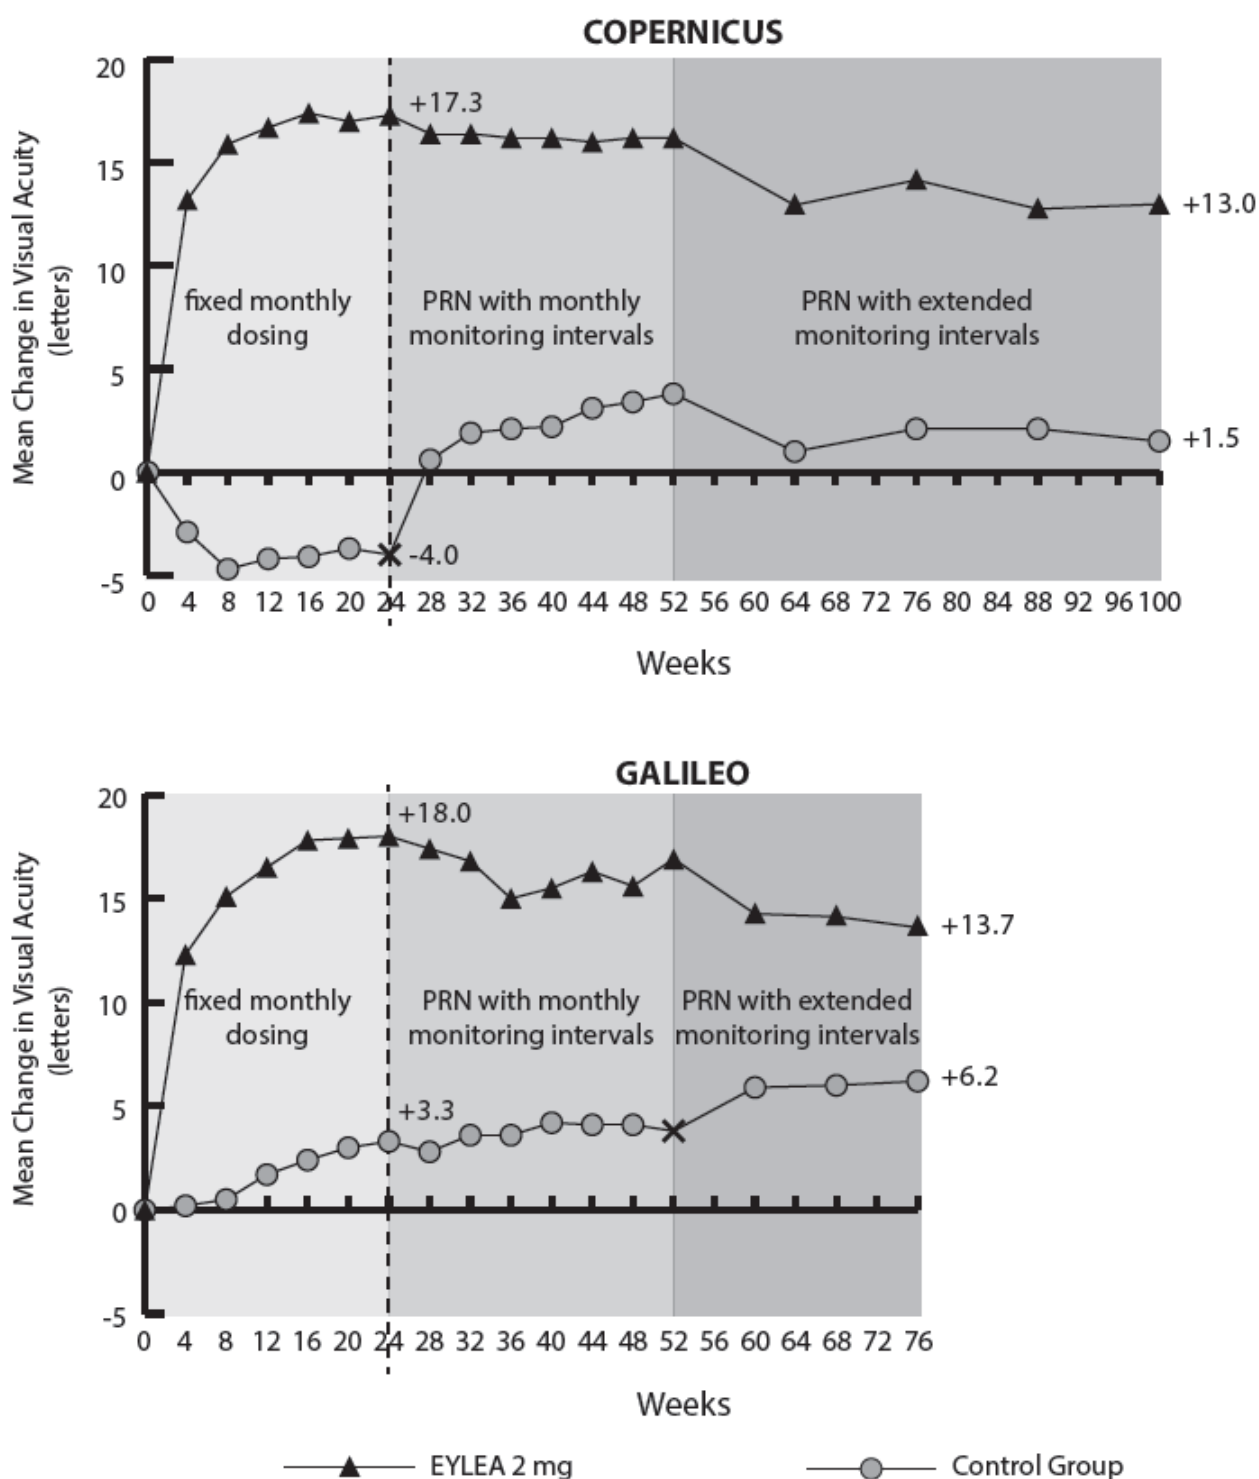 COPERNICUS
Mean Change in Visual Acuity
(letters)
20
15
10
5
0
-5
+17.3
+13.0
fixed monthly
dosing
PRN with monthly
monitoring intervals
PRN with extended
monitoring intervals
+1.5
-4.0
0 4 8 12 16 20 24 28 32 36 40 44 48 52 56 60 64 68 72 76 80 84 88 92 96 100
Weeks
GALILEO
Mean Change in Visual Acuity
(letters)
20
15
10
5
0
-5
+18.0
+13.7
fixed monthly
dosing
PRN with monthly
monitoring intervals
PRN with extended
monitoring intervals
+3.3
+6.2
0 4 8 12 16 20 24 28 32 36 40 44 48 52 56 60 64 68 72 76
Weeks
EYLEA 2 mg
Control Group